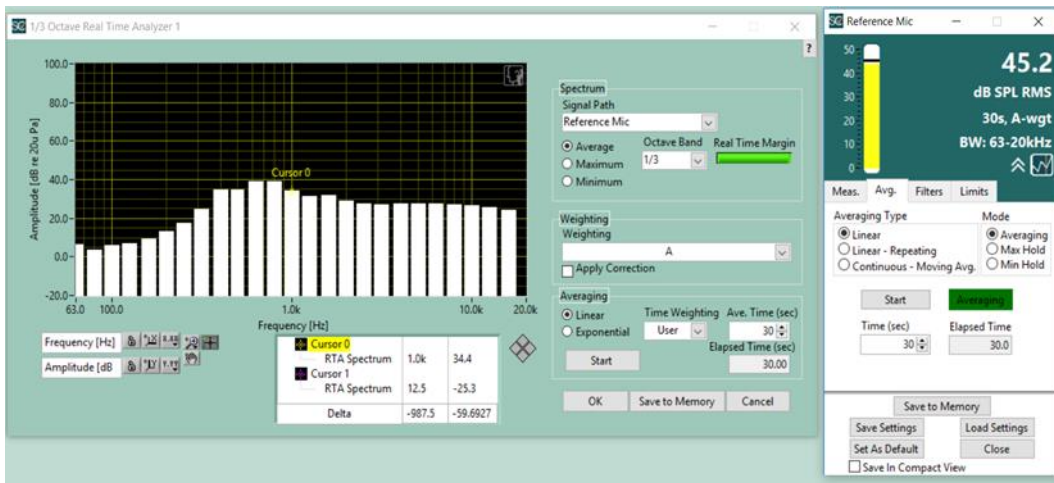 SC 1/3 Octave Real Time Analyzer 1
?
100.0
80.0
60.0
40.0
20.0
0.0
-20.0
Amplitude [dB re 20u Pa]
Cursor 0
63.0 100.0 1.0k 10.0k 20.0k
Frequency [Hz]
Frequency [Hz]
Amplitude [dB
Cursor 0
RTA Spectrum 1.0k 34.4
Cursor 1
RTA Spectrum 12.5 -25.3
Delta -987.5 -59.6927
Spectrum
Signal Path
Reference Mic
Average
Maximum
Minimum
Octave Band
1/3
Real Time Margin
Weighting
Weighting
A
Apply Correction
Averaging
Linear
Exponential
Time Weighting
User
Ave. Time (sec)
30
Elapsed Time (sec)
30.00
Start
OK Save to Memory Cancel
SC Reference Mic
50
40
30
20
10
0
45.2
dB SPL RMS
30s, A-wgt
BW: 63-20kHz
Meas. Avg. Filters Limits
Averaging Type
Linear
Linear - Repeating
Continuous - Moving Avg.
Mode
Averaging
Max Hold
Min Hold
Start Averaging
Time (sec) Elapsed Time
30 30.0
Save to Memory
Save Settings Load Settings
Set As Default Close
Save In Compact View